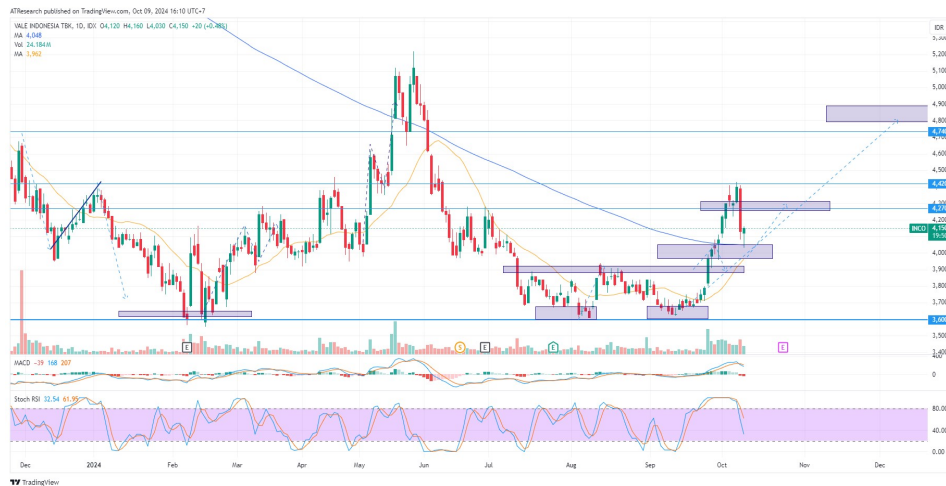 ATResearch published on TradingView.com, Oct 09, 2024 16:10 UTC+7
VALE INDONESIA TBK, 1D, IDX O4,120 H4,160 L4,030 C4,150 +20 (+0.48%)
MA 4,048
Vol 24.184M
MA 3,962
IDR
5,200
5,100
5,000
4,900
4,800
4,740
4,600
4,500
4,420
4,270
4,200
INCO 4,150
4,000
3,900
3,800
3,700
3,600
3,500
E S E E E
MACD −39 168 207
400
0
Stoch RSI 32.54 61.95
80.00
40.00
0.00
Dec 2024 Feb Mar Apr May Jun Jul Aug Sep Oct Nov Dec
TradingView